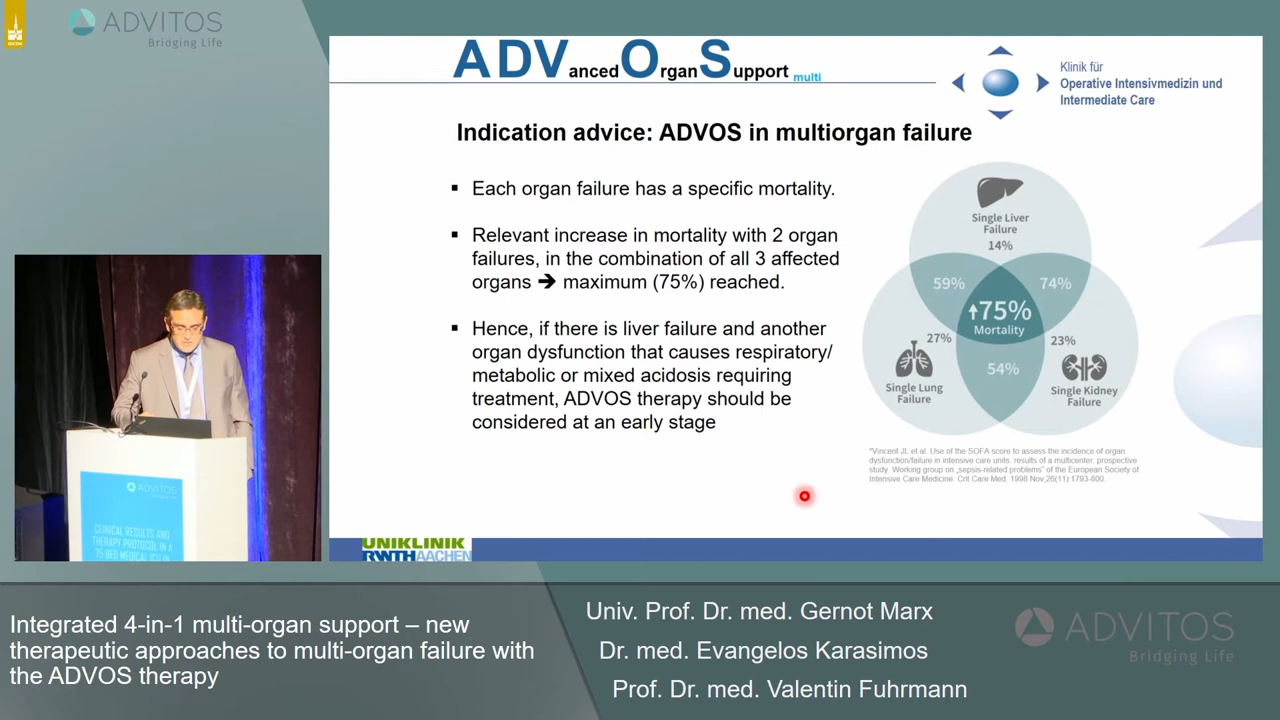 ADVITOS
Bridging Life
ADVanced OrganSupport multi
Klinik für
Operative Intensivmedizin und
Intermediate Care
Indication advice: ADVOS in multiorgan failure
▪ Each organ failure has a specific mortality.
▪ Relevant increase in mortality with 2 organ
failures, in the combination of all 3 affected
organs ➔ maximum (75%) reached.
▪ Hence, if there is liver failure and another
organ dysfunction that causes respiratory/
metabolic or mixed acidosis requiring
treatment, ADVOS therapy should be
considered at an early stage
Single Liver
Failure
14%
59%
74%
75%
Mortality
27%
23%
54%
Single Lung
Failure
Single Kidney
Failure
*Vincent JL et al. Use of the SOFA score to assess the incidence of organ
dysfunction/failure in intensive care units. results of a multicenter, prospective
study. Working group on „sepsis-related problems" of the European Society of
Intensive Care Medicine. Crit Care Med. 1998 Nov;26(11) 1793-800.
UNIKLINIK
RWTH AACHEN
ADVITOS
Bridging Life
CLINICAL RESULTS AND
THERAPY PROTOCOL IN A
75 BED MEDICAL ICU IN
Integrated 4-in-1 multi-organ support – new
therapeutic approaches to multi-organ failure with
the ADVOS therapy
Univ. Prof. Dr. med. Gernot Marx
Dr. med. Evangelos Karasimos
Prof. Dr. med. Valentin Fuhrmann
ADVITOS
Bridging Life